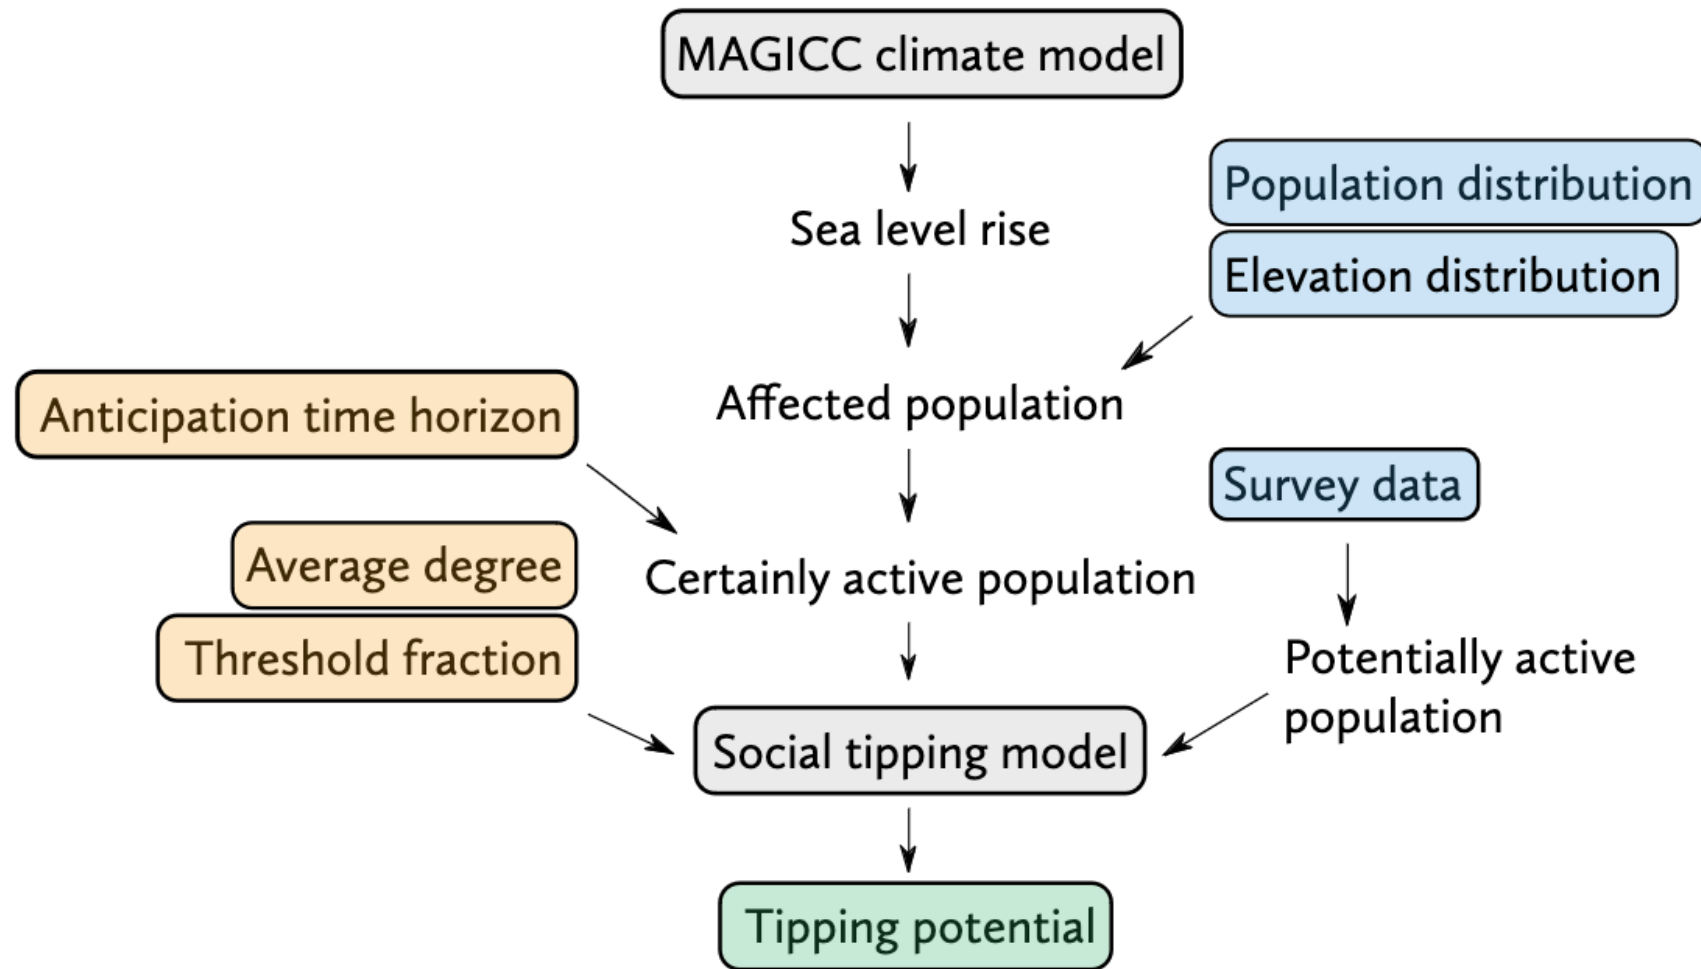 MAGICC climate model
Population distribution
Sea level rise
Elevation distribution
Affected population
Anticipation time horizon
Survey data
Average degree
Certainly active population
Threshold fraction
Potentially active
population
Social tipping model
Tipping potential